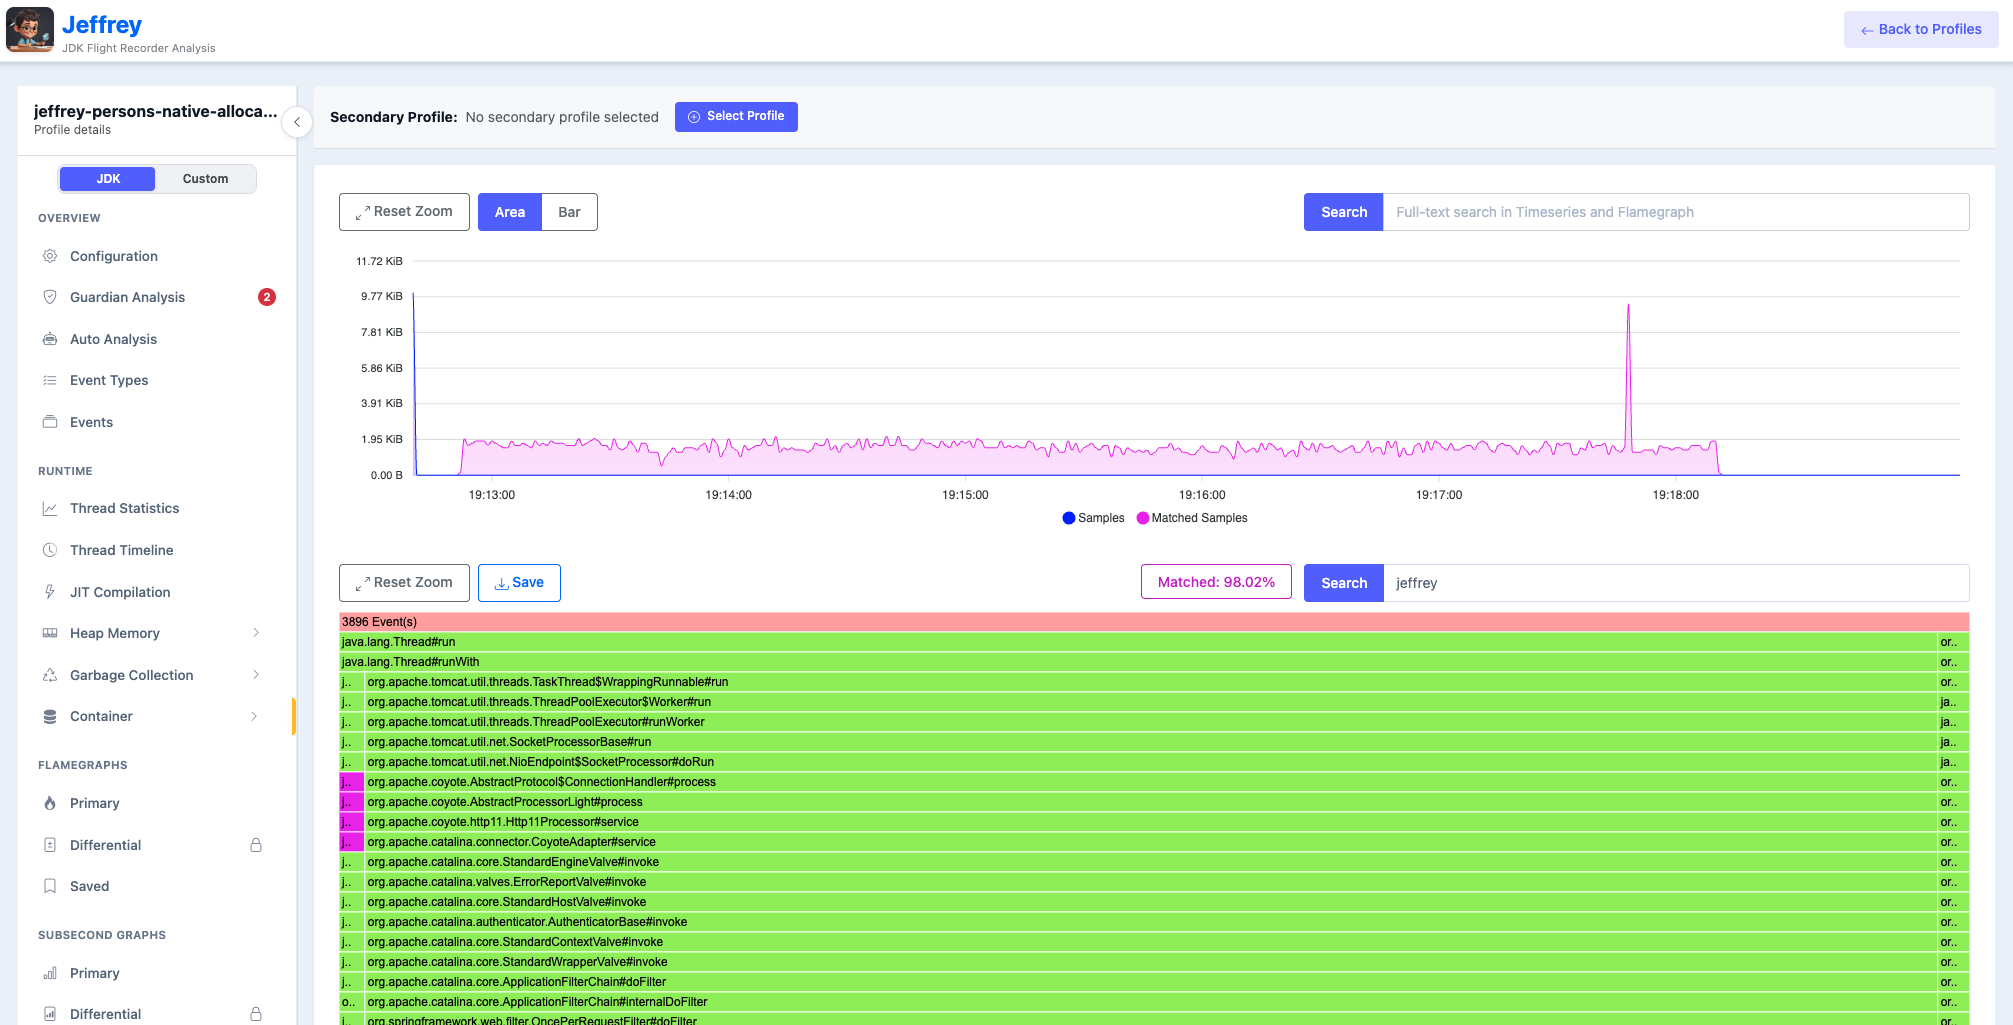 Jeffrey
JDK Flight Recorder Analysis
← Back to Profiles
jeffrey-persons-native-alloca...
Profile details
JDK
Custom
OVERVIEW
Configuration
Guardian Analysis
2
Auto Analysis
Event Types
Events
RUNTIME
Thread Statistics
Thread Timeline
JIT Compilation
Heap Memory
Garbage Collection
Container
FLAMEGRAPHS
Primary
Differential
Saved
SUBSECOND GRAPHS
Primary
Differential
Secondary Profile: No secondary profile selected
Select Profile
Reset Zoom
Area
Bar
Search
Full-text search in Timeseries and Flamegraph
11.72 KiB
9.77 KiB
7.81 KiB
5.86 KiB
3.91 KiB
1.95 KiB
0.00 B
19:13:00 19:14:00 19:15:00 19:16:00 19:17:00 19:18:00
Samples Matched Samples
Reset Zoom
Save
Matched: 98.02%
Search
jeffrey
3896 Event(s)
java.lang.Thread#run or..
java.lang.Thread#runWith or..
j.. org.apache.tomcat.util.threads.TaskThread$WrappingRunnable#run or..
j.. org.apache.tomcat.util.threads.ThreadPoolExecutor$Worker#run ja..
j.. org.apache.tomcat.util.threads.ThreadPoolExecutor#runWorker ja..
j.. org.apache.tomcat.util.net.SocketProcessorBase#run ja..
j.. org.apache.tomcat.util.net.NioEndpoint$SocketProcessor#doRun ja..
j.. org.apache.coyote.AbstractProtocol$ConnectionHandler#process or..
j.. org.apache.coyote.AbstractProcessorLight#process or..
j.. org.apache.coyote.http11.Http11Processor#service or..
j.. org.apache.catalina.connector.CoyoteAdapter#service or..
j.. org.apache.catalina.core.StandardEngineValve#invoke or..
j.. org.apache.catalina.valves.ErrorReportValve#invoke or..
j.. org.apache.catalina.core.StandardHostValve#invoke or..
j.. org.apache.catalina.authenticator.AuthenticatorBase#invoke or..
j.. org.apache.catalina.core.StandardContextValve#invoke or..
j.. org.apache.catalina.core.StandardWrapperValve#invoke or..
j.. org.apache.catalina.core.ApplicationFilterChain#doFilter or..
o.. org.apache.catalina.core.ApplicationFilterChain#internalDoFilter or..
j.. org.springframework.web.filter.OncePerRequestFilter#doFilter or..